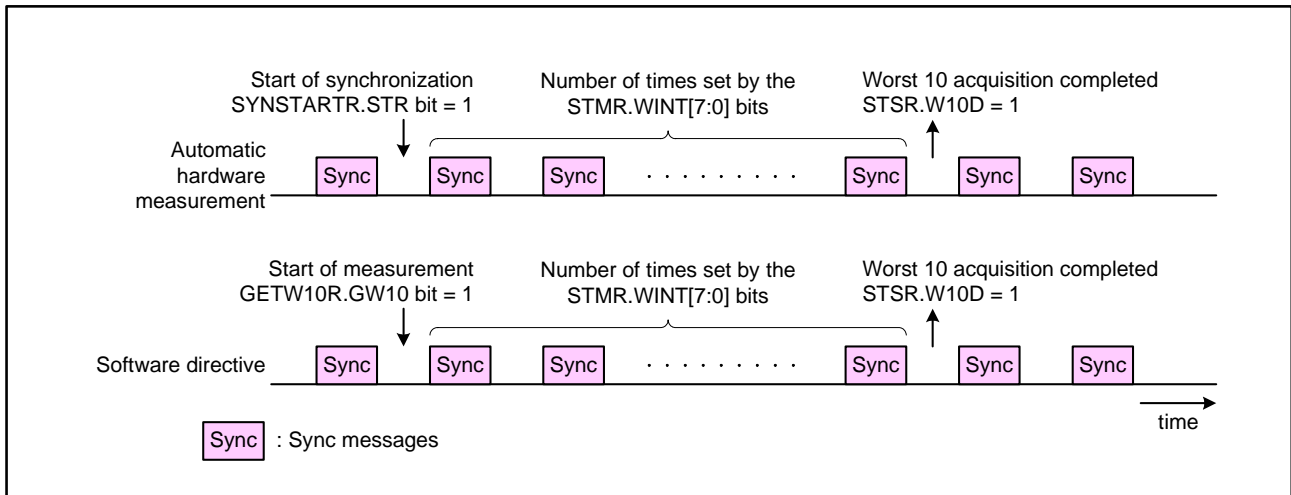 Start of synchronization
SYNSTARTR.STR bit = 1
Number of times set by the
STMR.WINT[7:0] bits
Worst 10 acquisition completed
STSR.W10D = 1
Automatic
hardware
measurement
Sync Sync Sync · · · · · · · · · Sync Sync Sync
Start of measurement
GETW10R.GW10 bit = 1
Number of times set by the
STMR.WINT[7:0] bits
Worst 10 acquisition completed
STSR.W10D = 1
Software directive
Sync Sync Sync · · · · · · · · · Sync Sync Sync
time
Sync : Sync messages